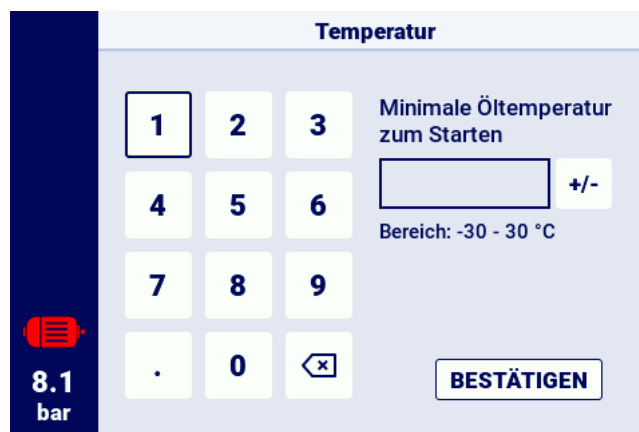 Temperatur
1 2 3
4 5 6
7 8 9
. 0
Minimale Öltemperatur
zum Starten
+/-
Bereich: -30 - 30 °C
BESTÄTIGEN
8.1
bar